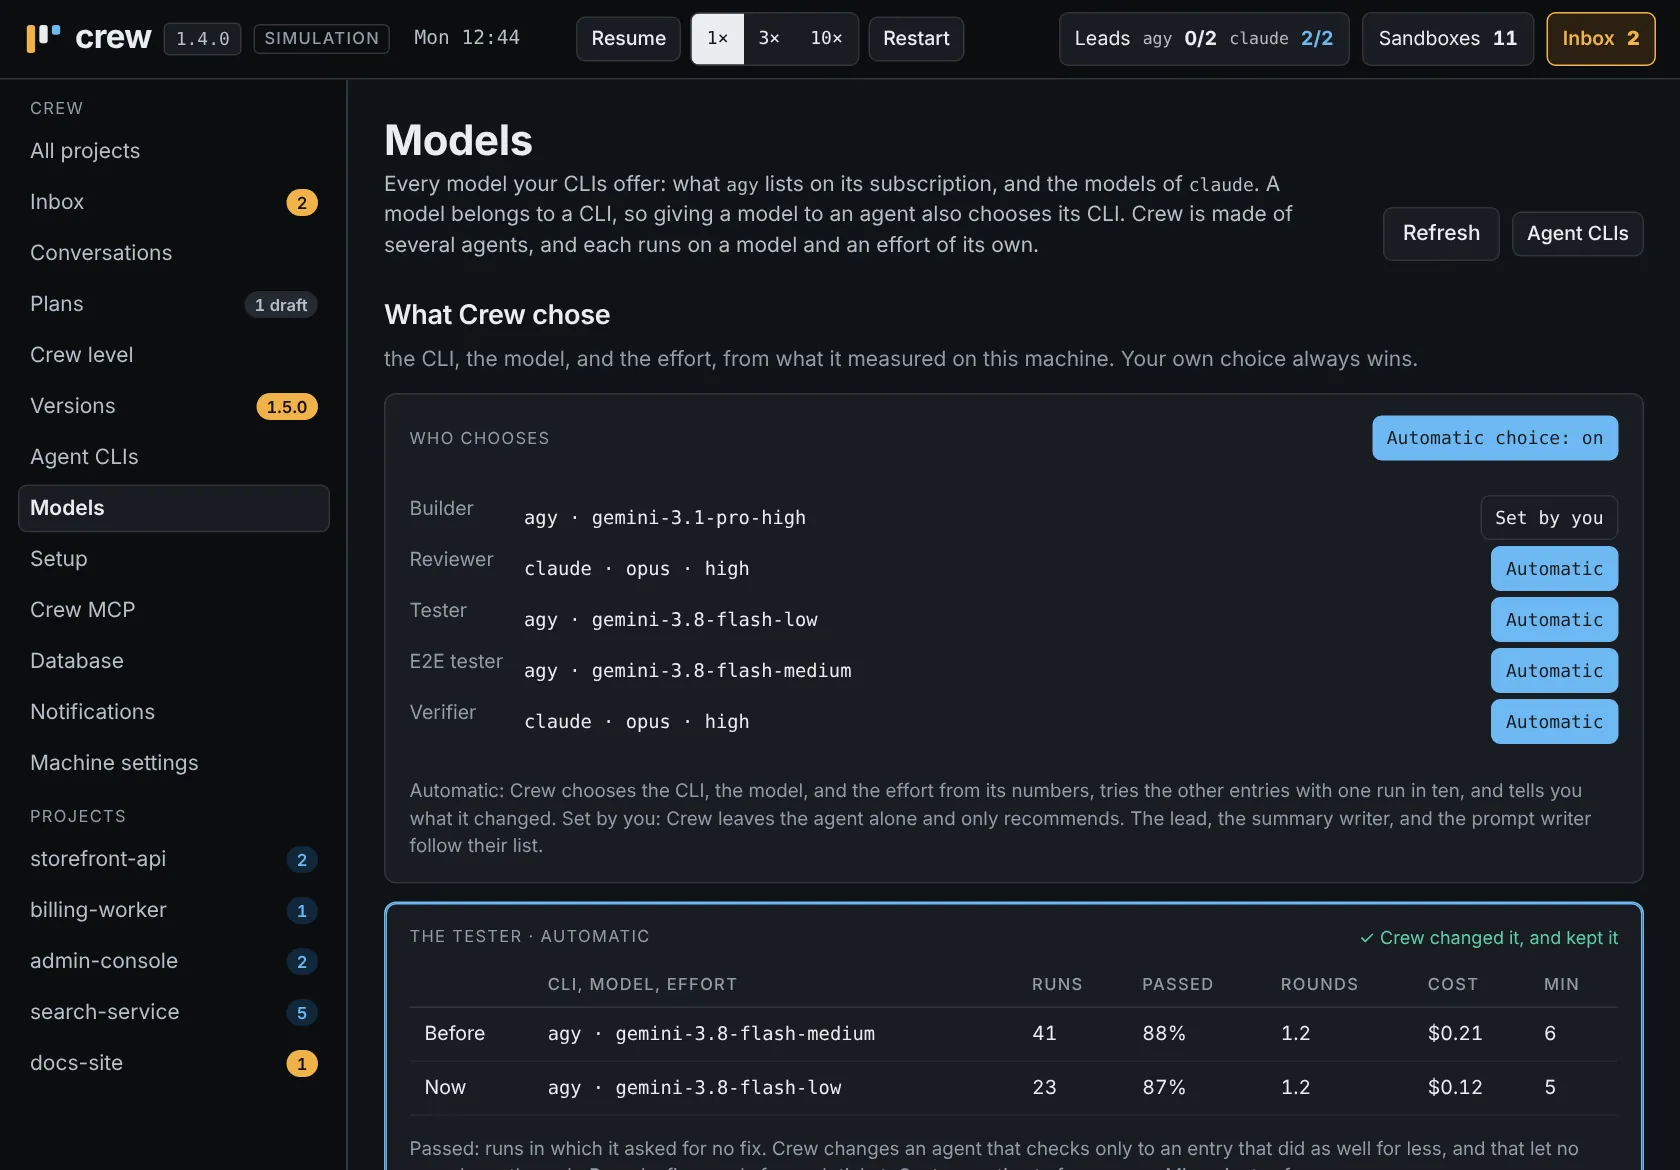 crew 1.4.0 SIMULATION Mon 12:44 Resume 1× 3× 10× Restart Leads agy 0/2 claude 2/2 Sandboxes 11 Inbox 2
CREW
All projects
Inbox 2
Conversations
Plans 1 draft
Crew level
Versions 1.5.0
Agent CLIs
Models
Setup
Crew MCP
Database
Notifications
Machine settings
PROJECTS
storefront-api 2
billing-worker 1
admin-console 2
search-service 5
docs-site 1
Models
Every model your CLIs offer: what agy lists on its subscription, and the models of claude. A
model belongs to a CLI, so giving a model to an agent also chooses its CLI. Crew is made of
several agents, and each runs on a model and an effort of its own.
Refresh Agent CLIs
What Crew chose
the CLI, the model, and the effort, from what it measured on this machine. Your own choice always wins.
WHO CHOOSES Automatic choice: on
Builder agy · gemini-3.1-pro-high Set by you
Reviewer claude · opus · high Automatic
Tester agy · gemini-3.8-flash-low Automatic
E2E tester agy · gemini-3.8-flash-medium Automatic
Verifier claude · opus · high Automatic
Automatic: Crew chooses the CLI, the model, and the effort from its numbers, tries the other entries with one run in ten, and tells you
what it changed. Set by you: Crew leaves the agent alone and only recommends. The lead, the summary writer, and the prompt writer
follow their list.
THE TESTER · AUTOMATIC ✓ Crew changed it, and kept it
CLI, MODEL, EFFORT RUNS PASSED ROUNDS COST MIN
Before agy · gemini-3.8-flash-medium 41 88% 1.2 $0.21 6
Now agy · gemini-3.8-flash-low 23 87% 1.2 $0.12 5
Passed: runs in which it asked for no fix. Crew changes an agent that checks only to an entry that did as well for less, and that let no